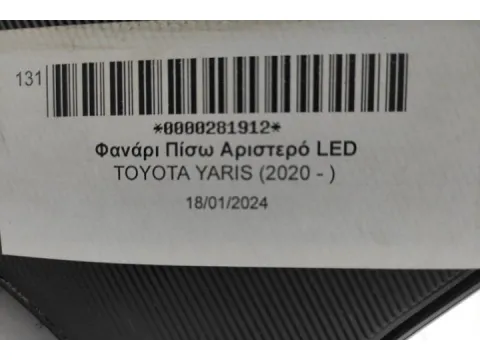 131
*0000281912*
Φανάρι Πίσω Αριστερό LED
TOYOTA YARIS (2020 - )
18/01/2024